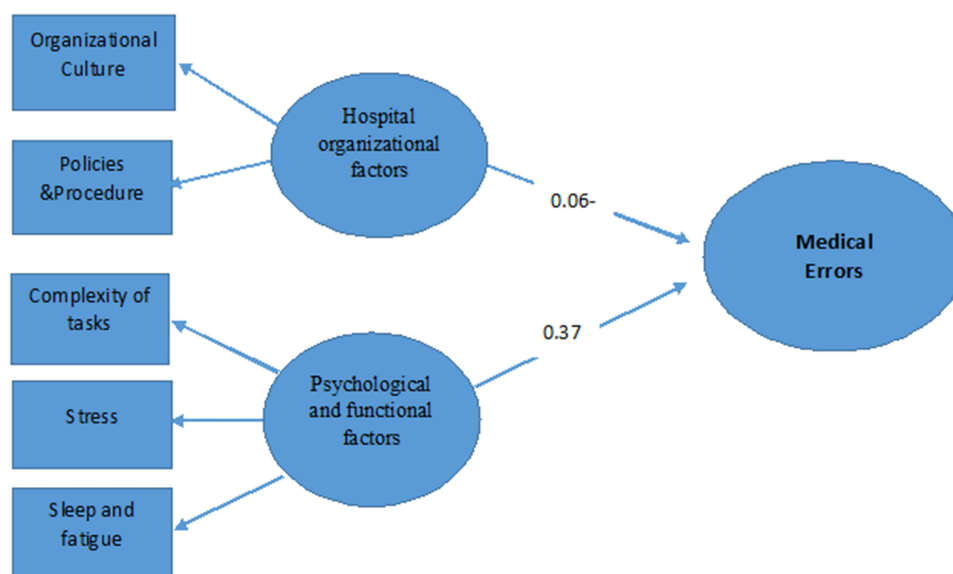 Organizational
Culture
Policies
&Procedure
Hospital
organizational
factors
0.06-
Medical
Errors
Complexity of
tasks
Stress
Sleep and
fatigue
Psychological
and functional
factors
0.37